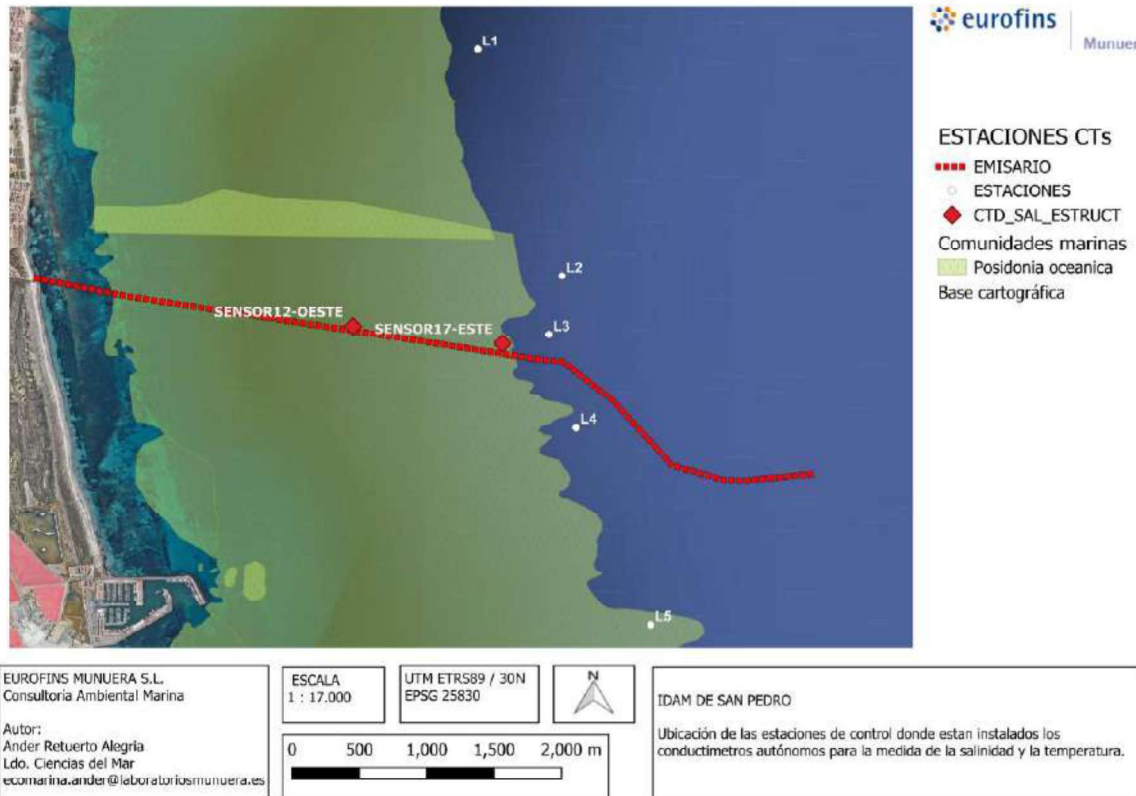 eurofins
Munuer
L1
ESTACIONES CTs
EMISARIO
ESTACIONES
CTD_SAL_ESTRUCT
Comunidades marinas
Posidonia oceanica
Base cartográfica
L2
SENSOR12-OESTE
SENSOR17-ESTE
L3
L4
L5
EUROFINS MUNUERA S.L.
Consultoria Ambiental Marina
Autor:
Ander Retuerto Alegria
Ldo. Ciencias del Mar
ecomarina.ander@laboratoriosmunuera.es
ESCALA
1 : 17.000
UTM ETRS89 / 30N
EPSG 25830
N
0 500 1,000 1,500 2,000 m
IDAM DE SAN PEDRO
Ubicación de las estaciones de control donde estan instalados los
conductimetros autónomos para la medida de la salinidad y la temperatura.